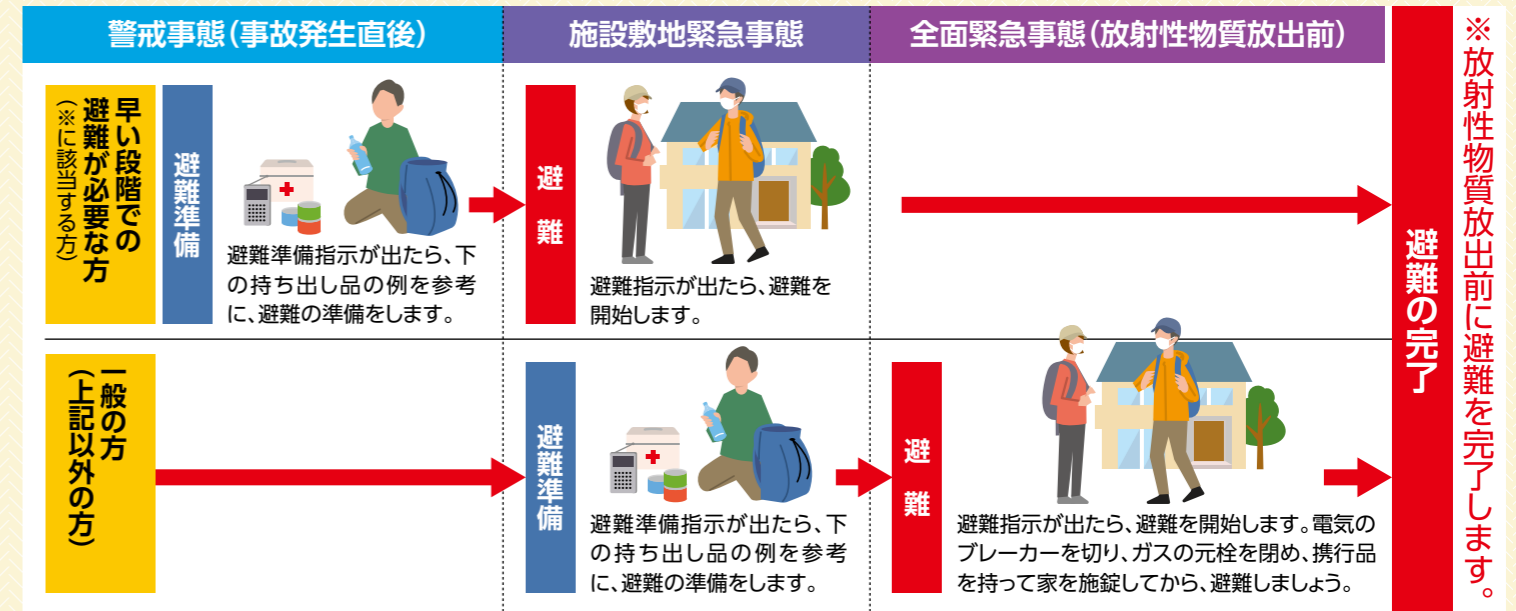 警戒事態（事故発生直後）
施設敷地緊急事態
全面緊急事態（放射性物質放出前）
早い段階での
避難が必要な方
（※に該当する方）
避難準備
避難準備指示が出たら、下
の持ち出し品の例を参考
に、避難の準備をします。
避難
避難指示が出たら、避難を
開始します。
一般の方
（上記以外の方）
避難準備
避難準備指示が出たら、下
の持ち出し品の例を参考
に、避難の準備をします。
避難
避難指示が出たら、避難を開始します。電気の
ブレーカーを切り、ガスの元栓を閉め、携行品
を持って家を施錠してから、避難しましょう。
避難の完了
※放射性物質放出前に避難を完了します。